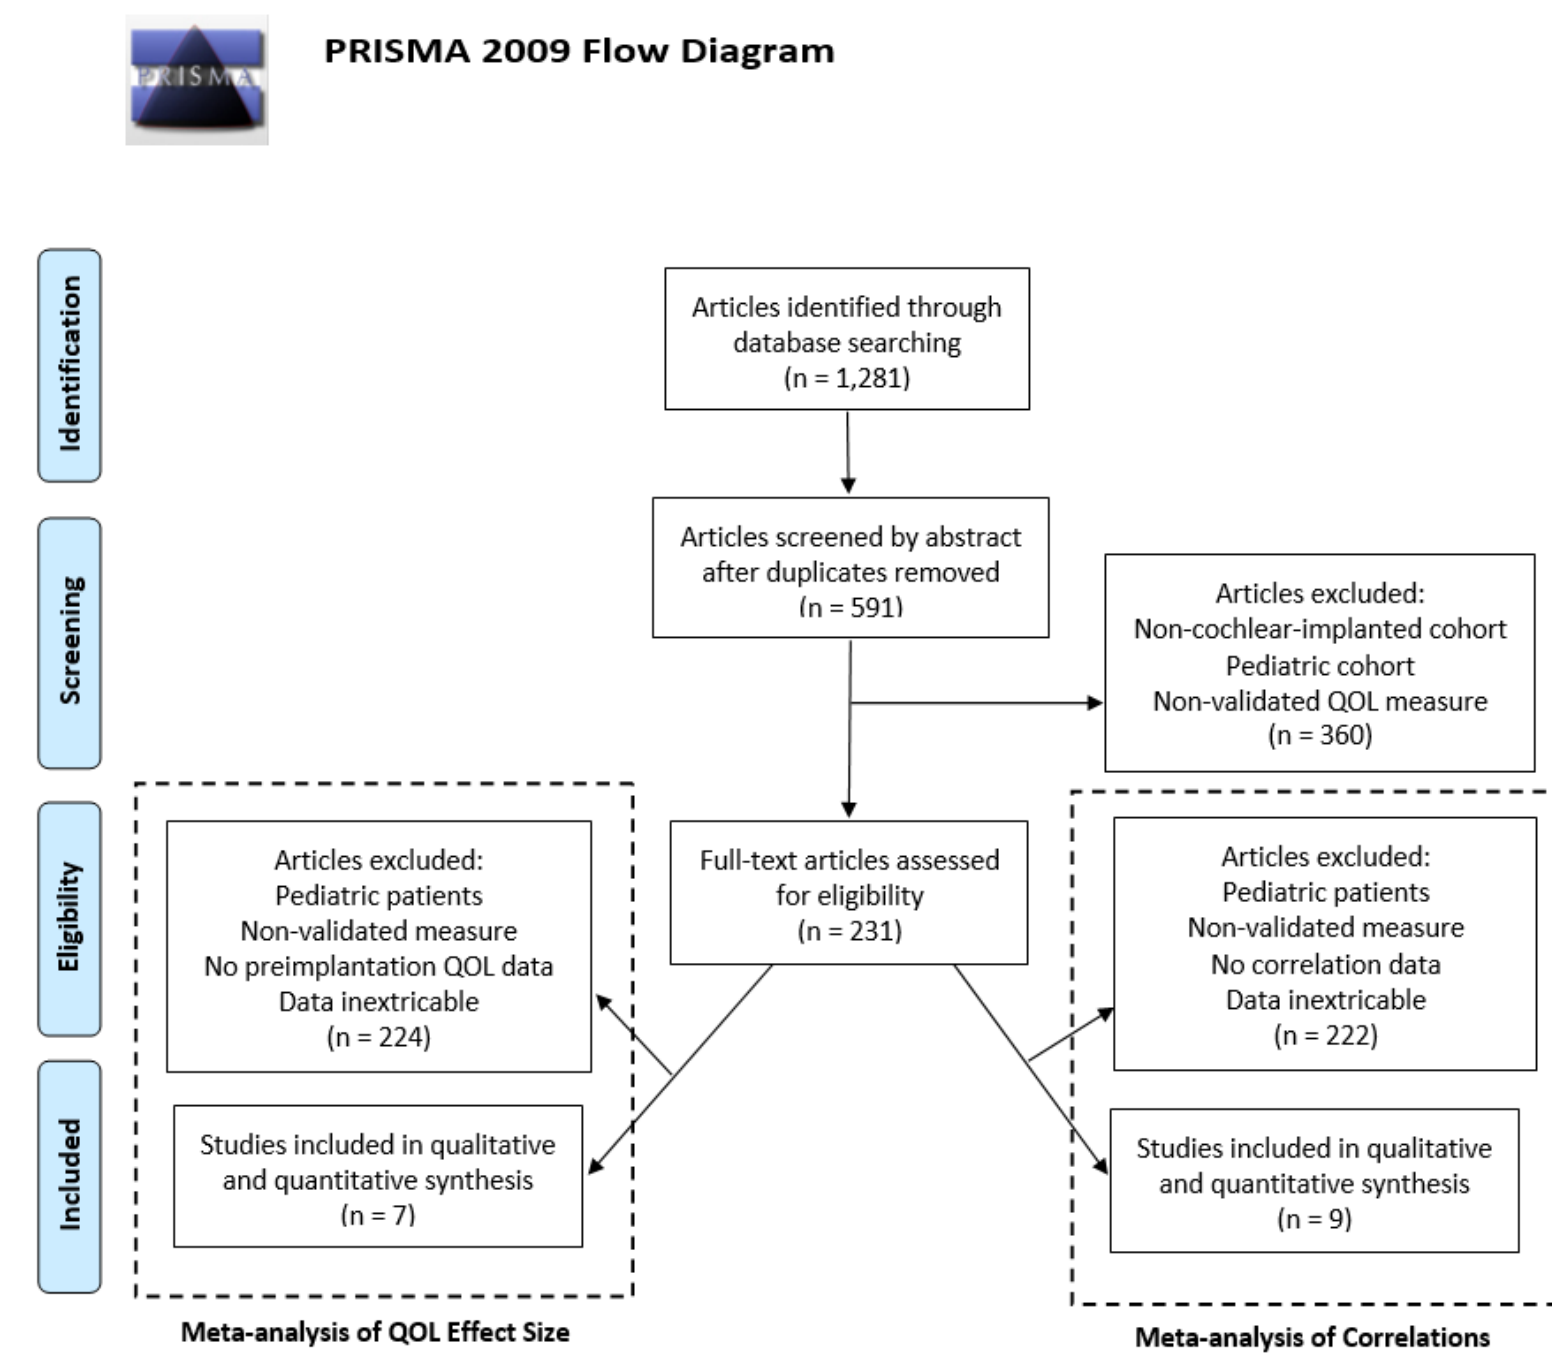 PRISMA
PRISMA 2009 Flow Diagram
Identification
Articles identified through
database searching
(n = 1,281)
Screening
Articles screened by abstract
after duplicates removed
(n = 591)
Articles excluded:
Non-cochlear-implanted cohort
Pediatric cohort
Non-validated QOL measure
(n = 360)
Eligibility
Articles excluded:
Pediatric patients
Non-validated measure
No preimplantation QOL data
Data inextricable
(n = 224)
Full-text articles assessed
for eligibility
(n = 231)
Articles excluded:
Pediatric patients
Non-validated measure
No correlation data
Data inextricable
(n = 222)
Included
Studies included in qualitative
and quantitative synthesis
(n = 7)
Studies included in qualitative
and quantitative synthesis
(n = 9)
Meta-analysis of QOL Effect Size
Meta-analysis of Correlations